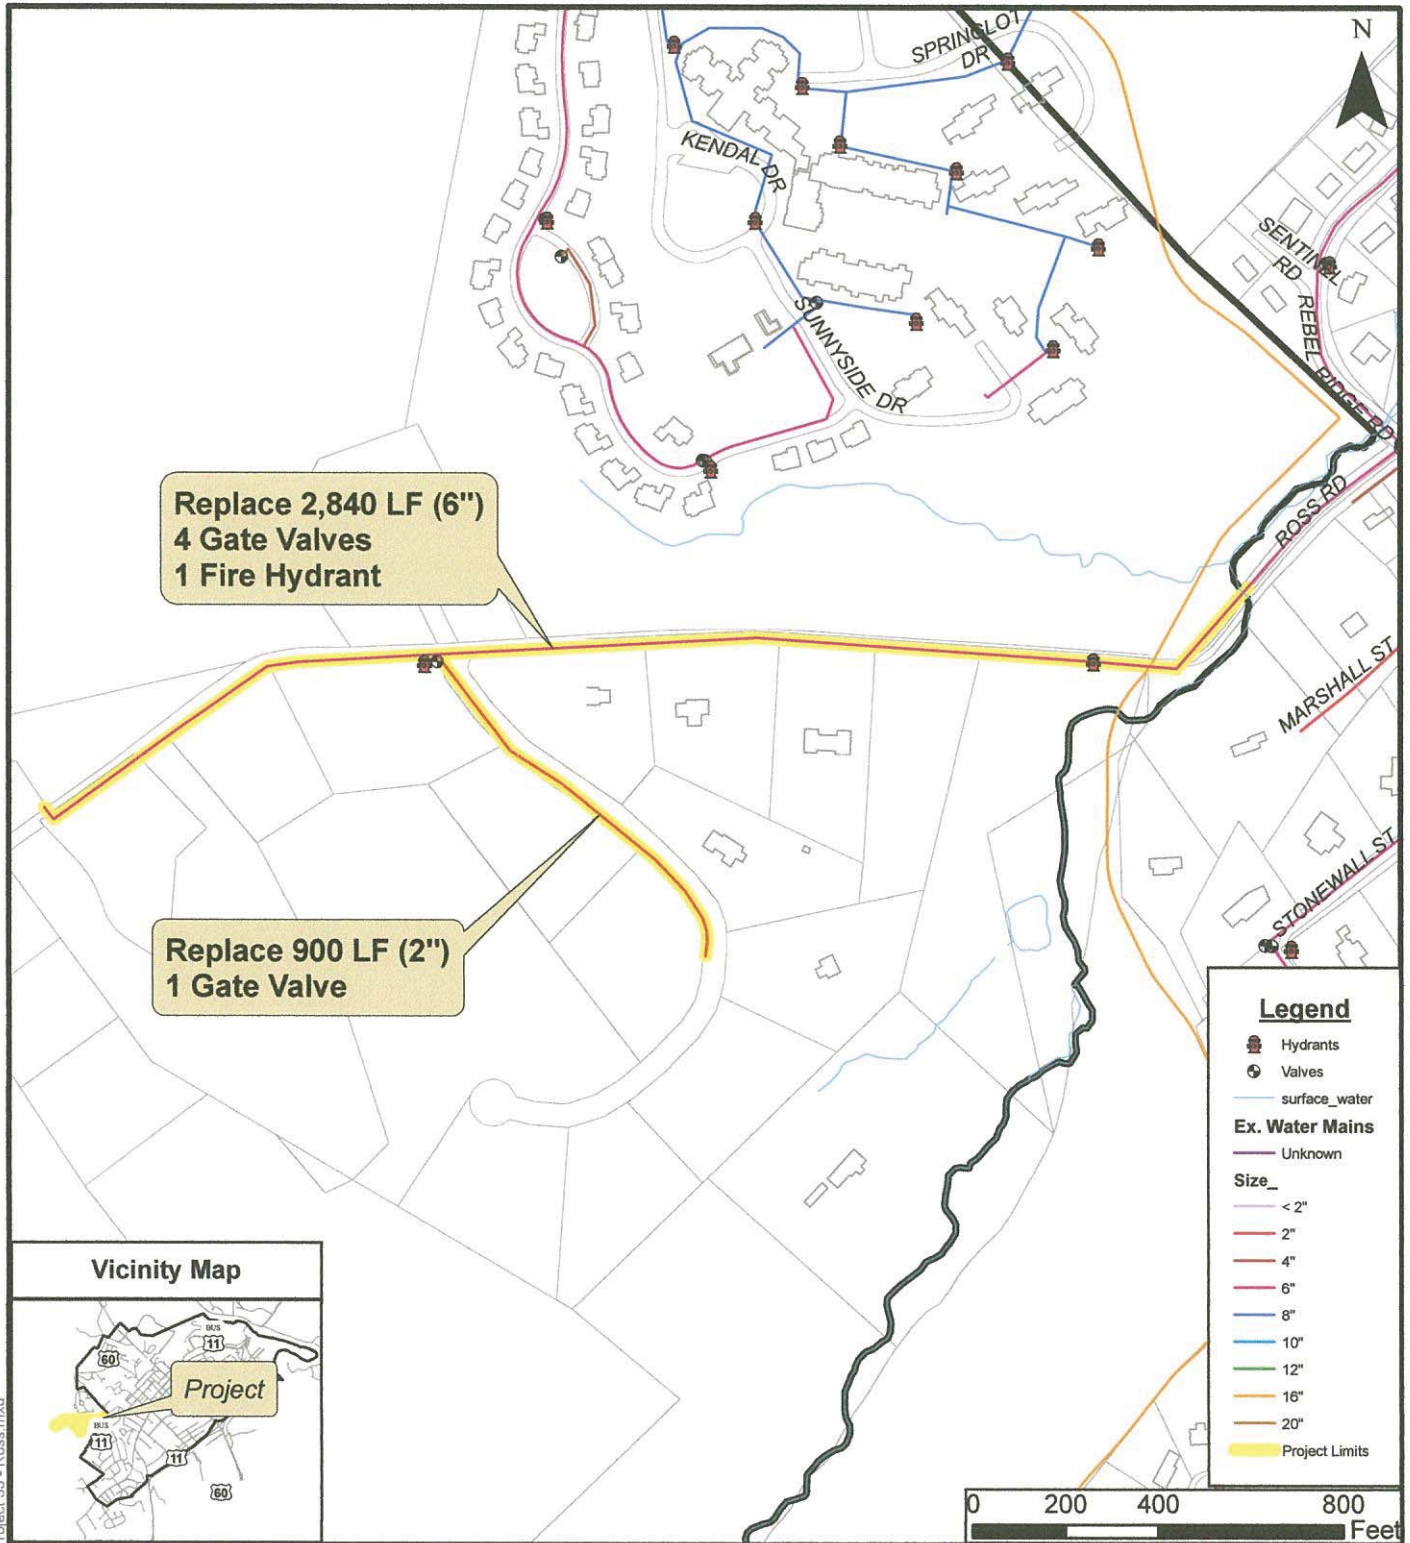 N
SPRINGLOT
DR
KENDAL DR
SENTINEL
RD
REBEL RIDGE RD
SUNNYSIDE DR
ROSS RD
Replace 2,840 LF (6")
4 Gate Valves
1 Fire Hydrant
MARSHALL ST
STONEWALL ST
Replace 900 LF (2")
1 Gate Valve
Legend
Hydrants
Valves
surface_water
Ex. Water Mains
Unknown
Size_
< 2"
2"
4"
6"
8"
10"
12"
16"
20"
Project Limits
Vicinity Map
BUS
11
60
Project
BUS
11
11
60
0 200 400 800
Feet